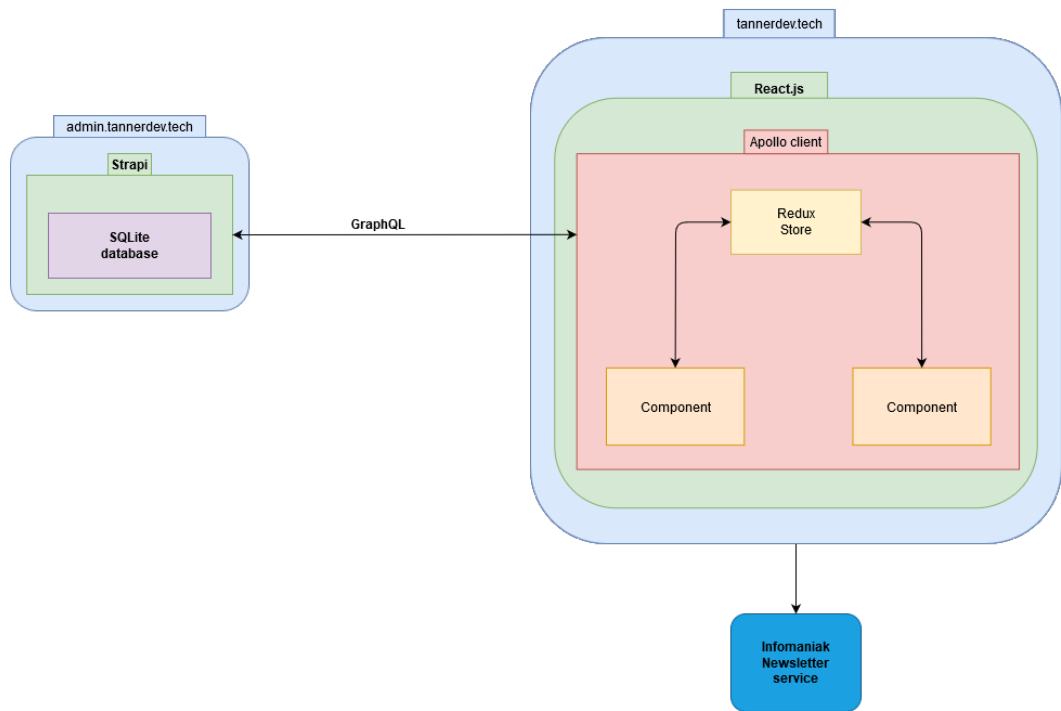 tannerdev.tech
React.js
admin.tannerdev.tech
Apollo client
Strapi
Redux
Store
GraphQL
SQLite
database
Component
Component
Infomaniak
Newsletter
service